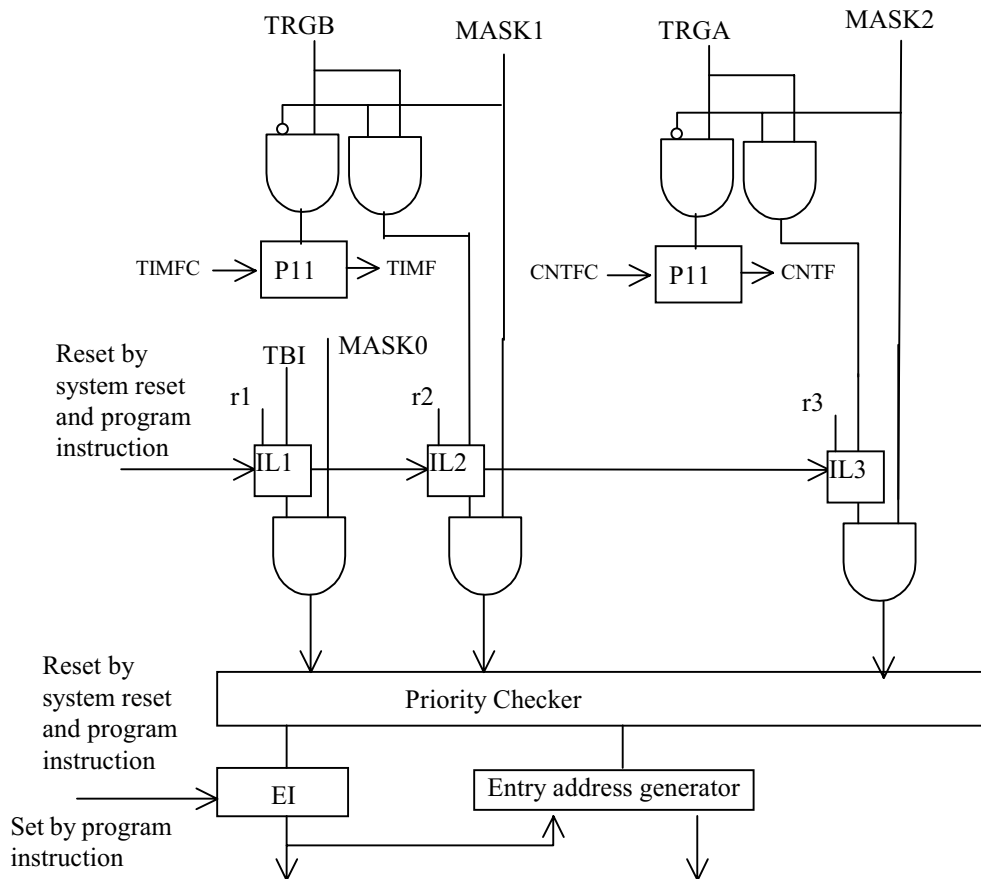 TRGB
MASK1
TRGA
MASK2
TIMFC
P11
TIMF
CNTFC
P11
CNTF
Reset by
system reset
and program
instruction
TBI
MASK0
r1
r2
r3
IL1
IL2
IL3
Reset by
system reset
and program
instruction
Priority Checker
EI
Entry address generator
Set by program
instruction